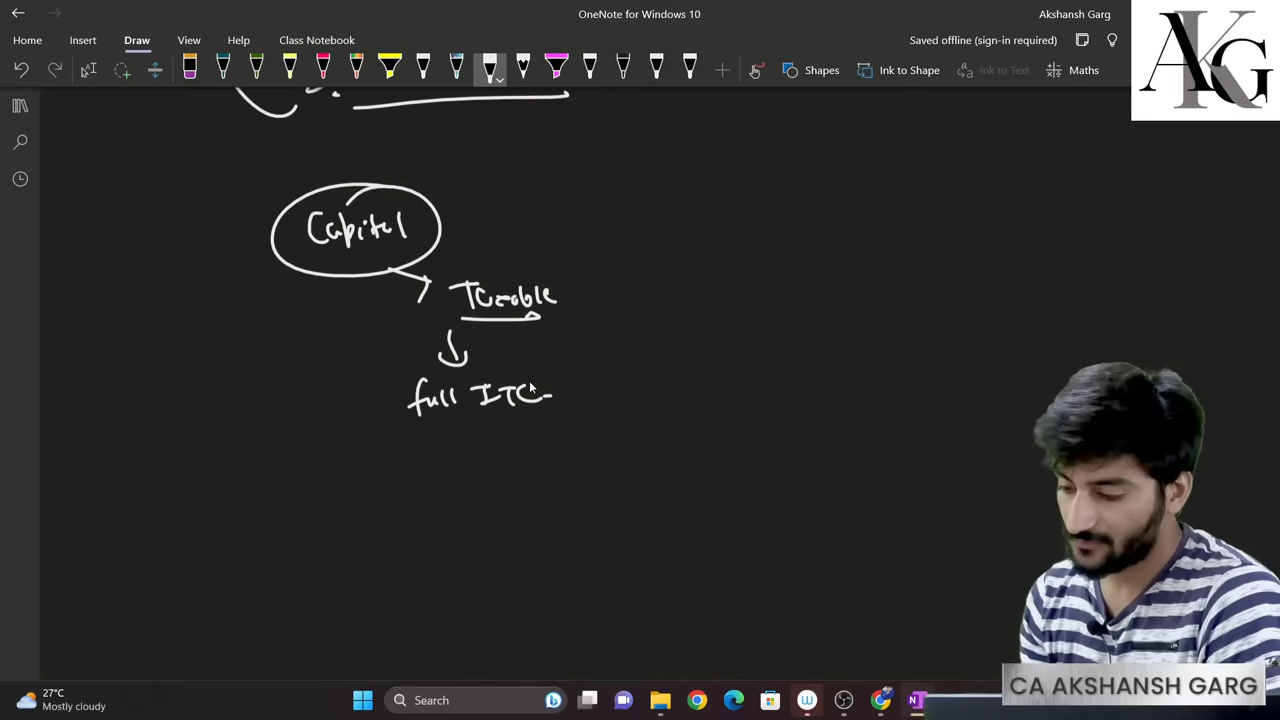 OneNote for Windows 10
Akshansh Garg
Home Insert Draw View Help Class Notebook
Saved offline (sign-in required)
Shapes Ink to Shape Ink to Text Maths
AKG
Capital
Taxable
full ITC
27°C
Mostly cloudy
Search
CA AKSHANSH GARG